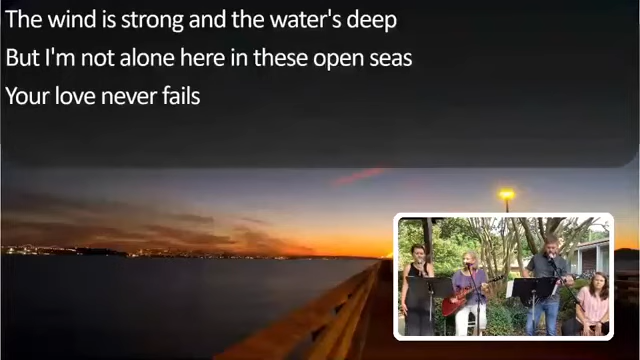 The wind is strong and the water's deep
But I'm not alone here in these open seas
Your love never fails